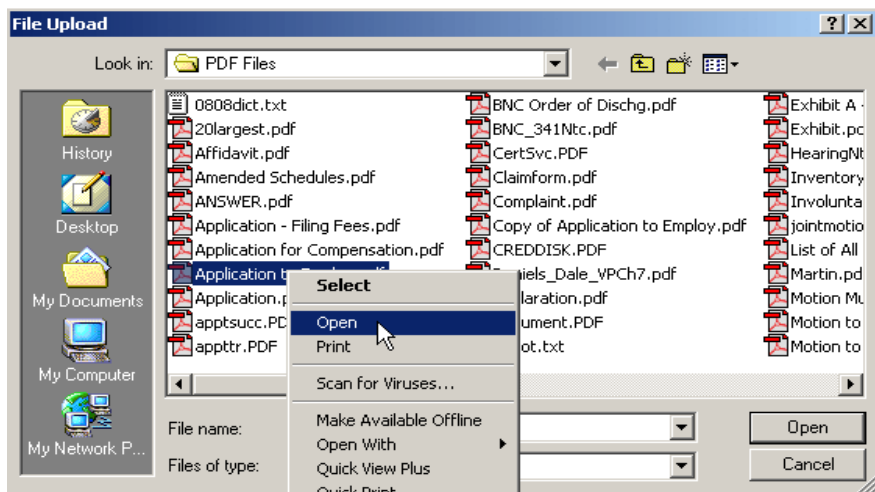 File Upload
Look in: PDF Files
History
Desktop
My Documents
My Computer
My Network P...
0808dict.txt
20largest.pdf
Affidavit.pdf
Amended Schedules.pdf
ANSWER.pdf
Application - Filing Fees.pdf
Application for Compensation.pdf
Application
Application.p
apptsucc.PD
appttr.PDF
BNC Order of Dischg.pdf
BNC_341Ntc.pdf
CertSvc.PDF
Claimform.pdf
Complaint.pdf
Copy of Application to Employ.pdf
CREDDISK.PDF
iels_Dale_VPCh7.pdf
laration.pdf
ument.PDF
ot.txt
Exhibit A -
Exhibit.pd
HearingNt
Inventory
Involunta
jointmotio
List of All
Martin.pd
Motion Mu
Motion to
Motion to
Select
Open
Print
Scan for Viruses...
Make Available Offline
Open With
Quick View Plus
Quick Print
File name:
Open
Files of type:
Cancel